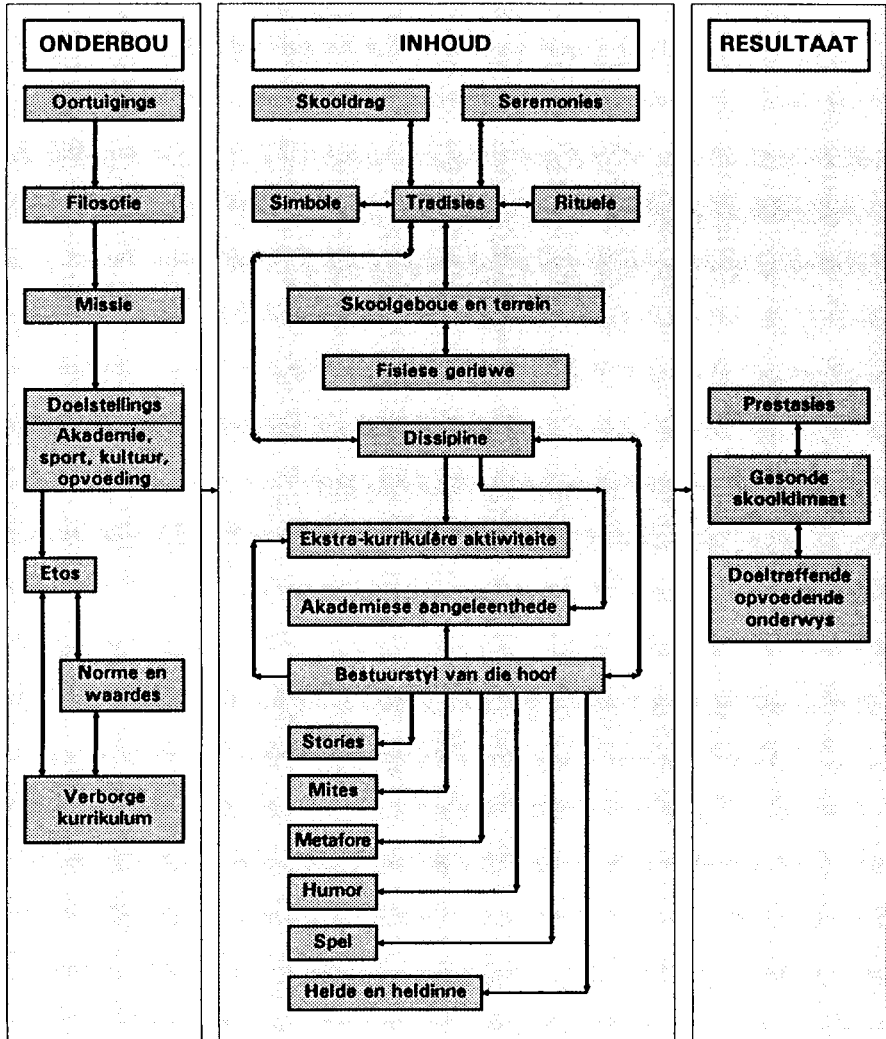 ONDERBOU
Oortuigings
Filosofie
Missie
Doelstellings
Akademie,
sport, kultuur,
opvoeding
Etos
Norme en
waardes
Verborge
kurrikulum
INHOUD
Skooldrag
Seremonies
Simbole
Tradisies
Rituele
Skoolgeboue en terrein
Fisiese geriewe
Dissipline
Ekstra-kurrikulêre aktiwiteite
Akademiese aangeleenthede
Bestuurstyl van die hoof
Stories
Mites
Metafore
Humor
Spel
Helde en heldinne
RESULTAAT
Prestasies
Gesonde
skoolklimaat
Doeltreffende
opvoedende
onderwys